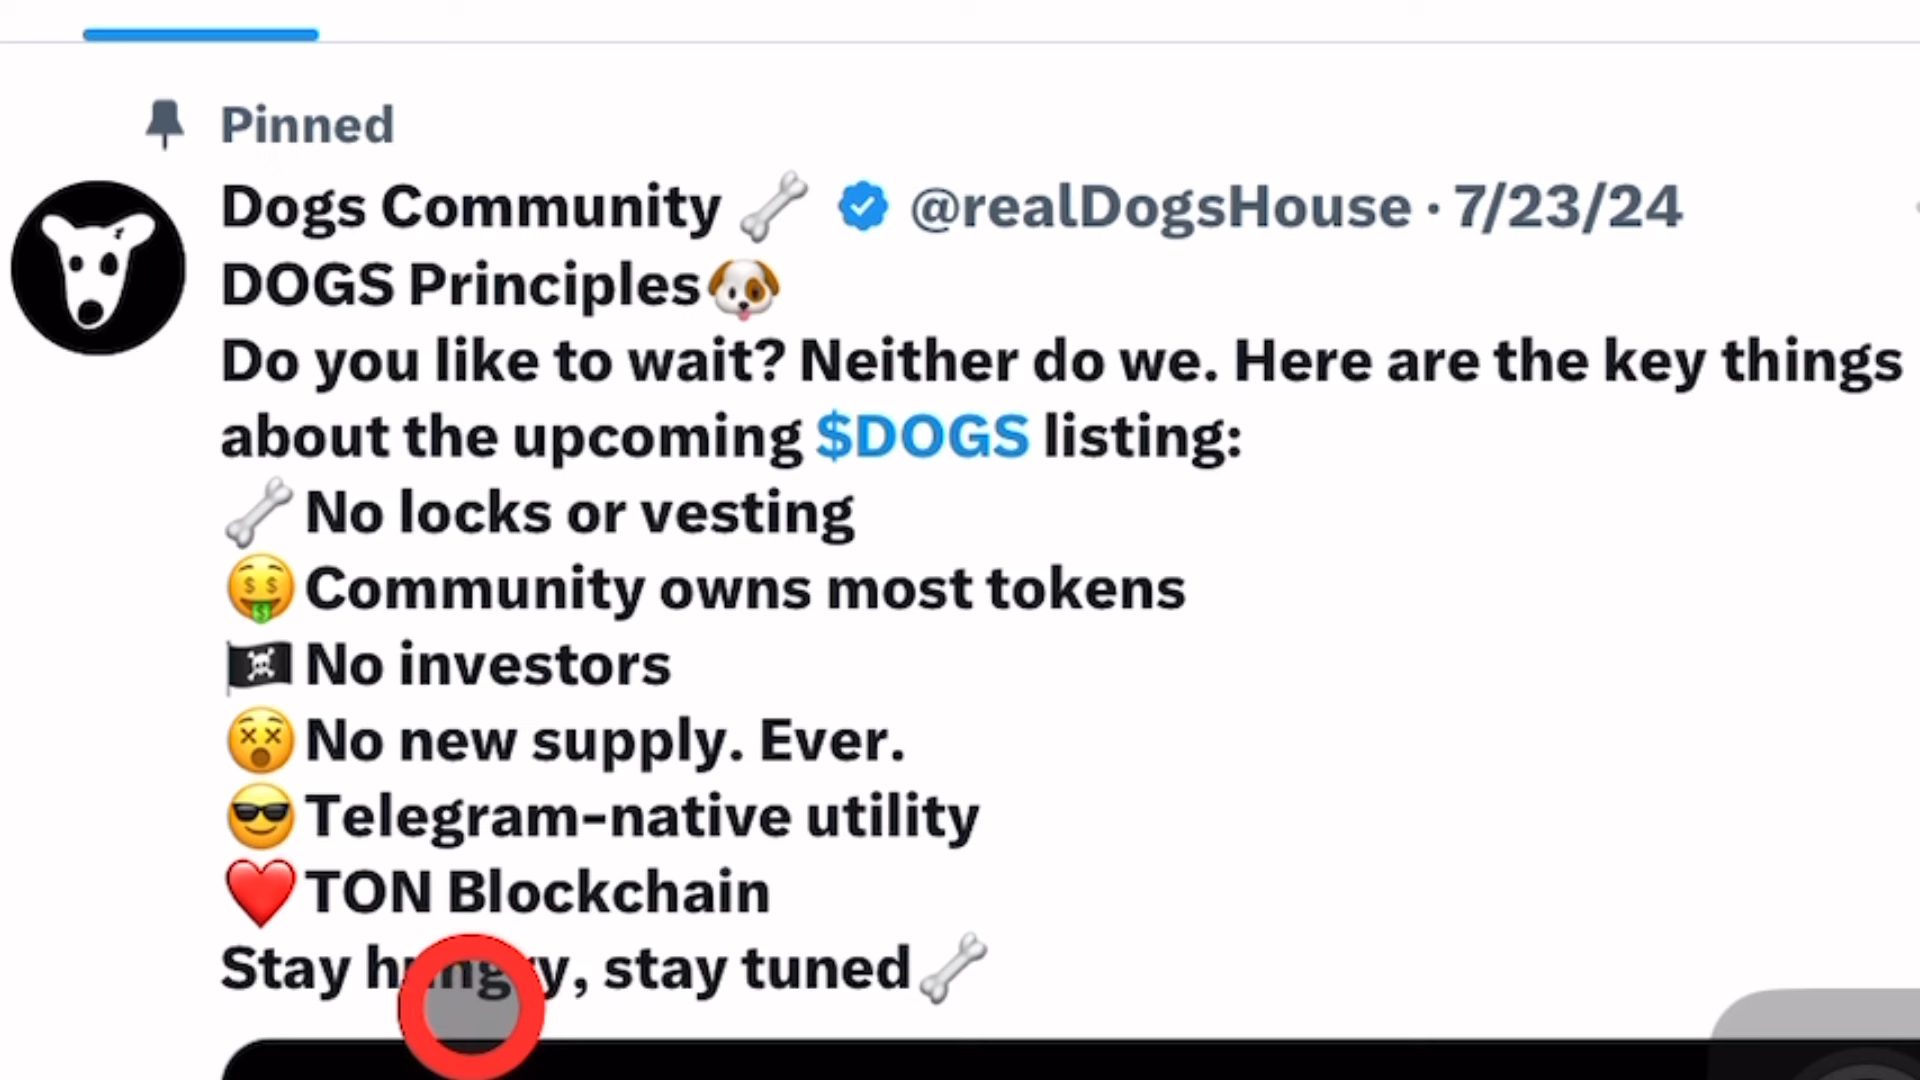 Pinned
Dogs Community 🦴 @realDogsHouse · 7/23/24
DOGS Principles🐶
Do you like to wait? Neither do we. Here are the key things
about the upcoming $DOGS listing:
🦴No locks or vesting
🤑Community owns most tokens
🏴‍☠️No investors
😵No new supply. Ever.
😎Telegram-native utility
❤️TON Blockchain
Stay hungry, stay tuned🦴